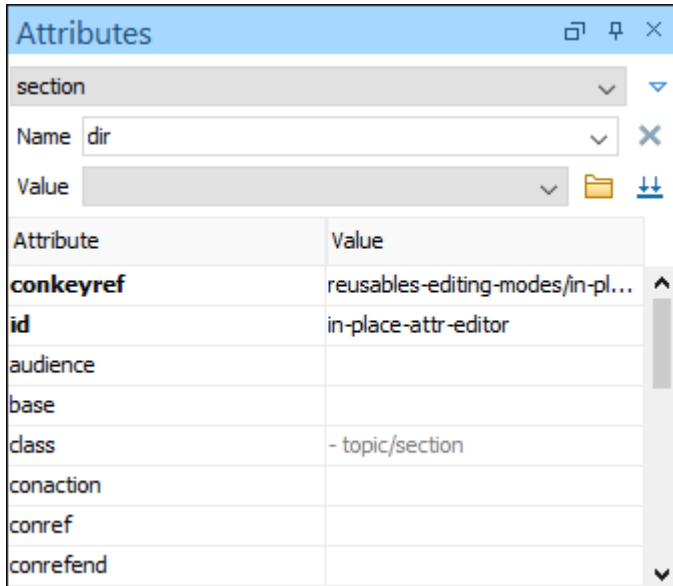 Attributes
section
Name dir
Value
Attribute Value
conkeyref reusables-editing-modes/in-pl...
id in-place-attr-editor
audience
base
class - topic/section
conaction
conref
conrefend